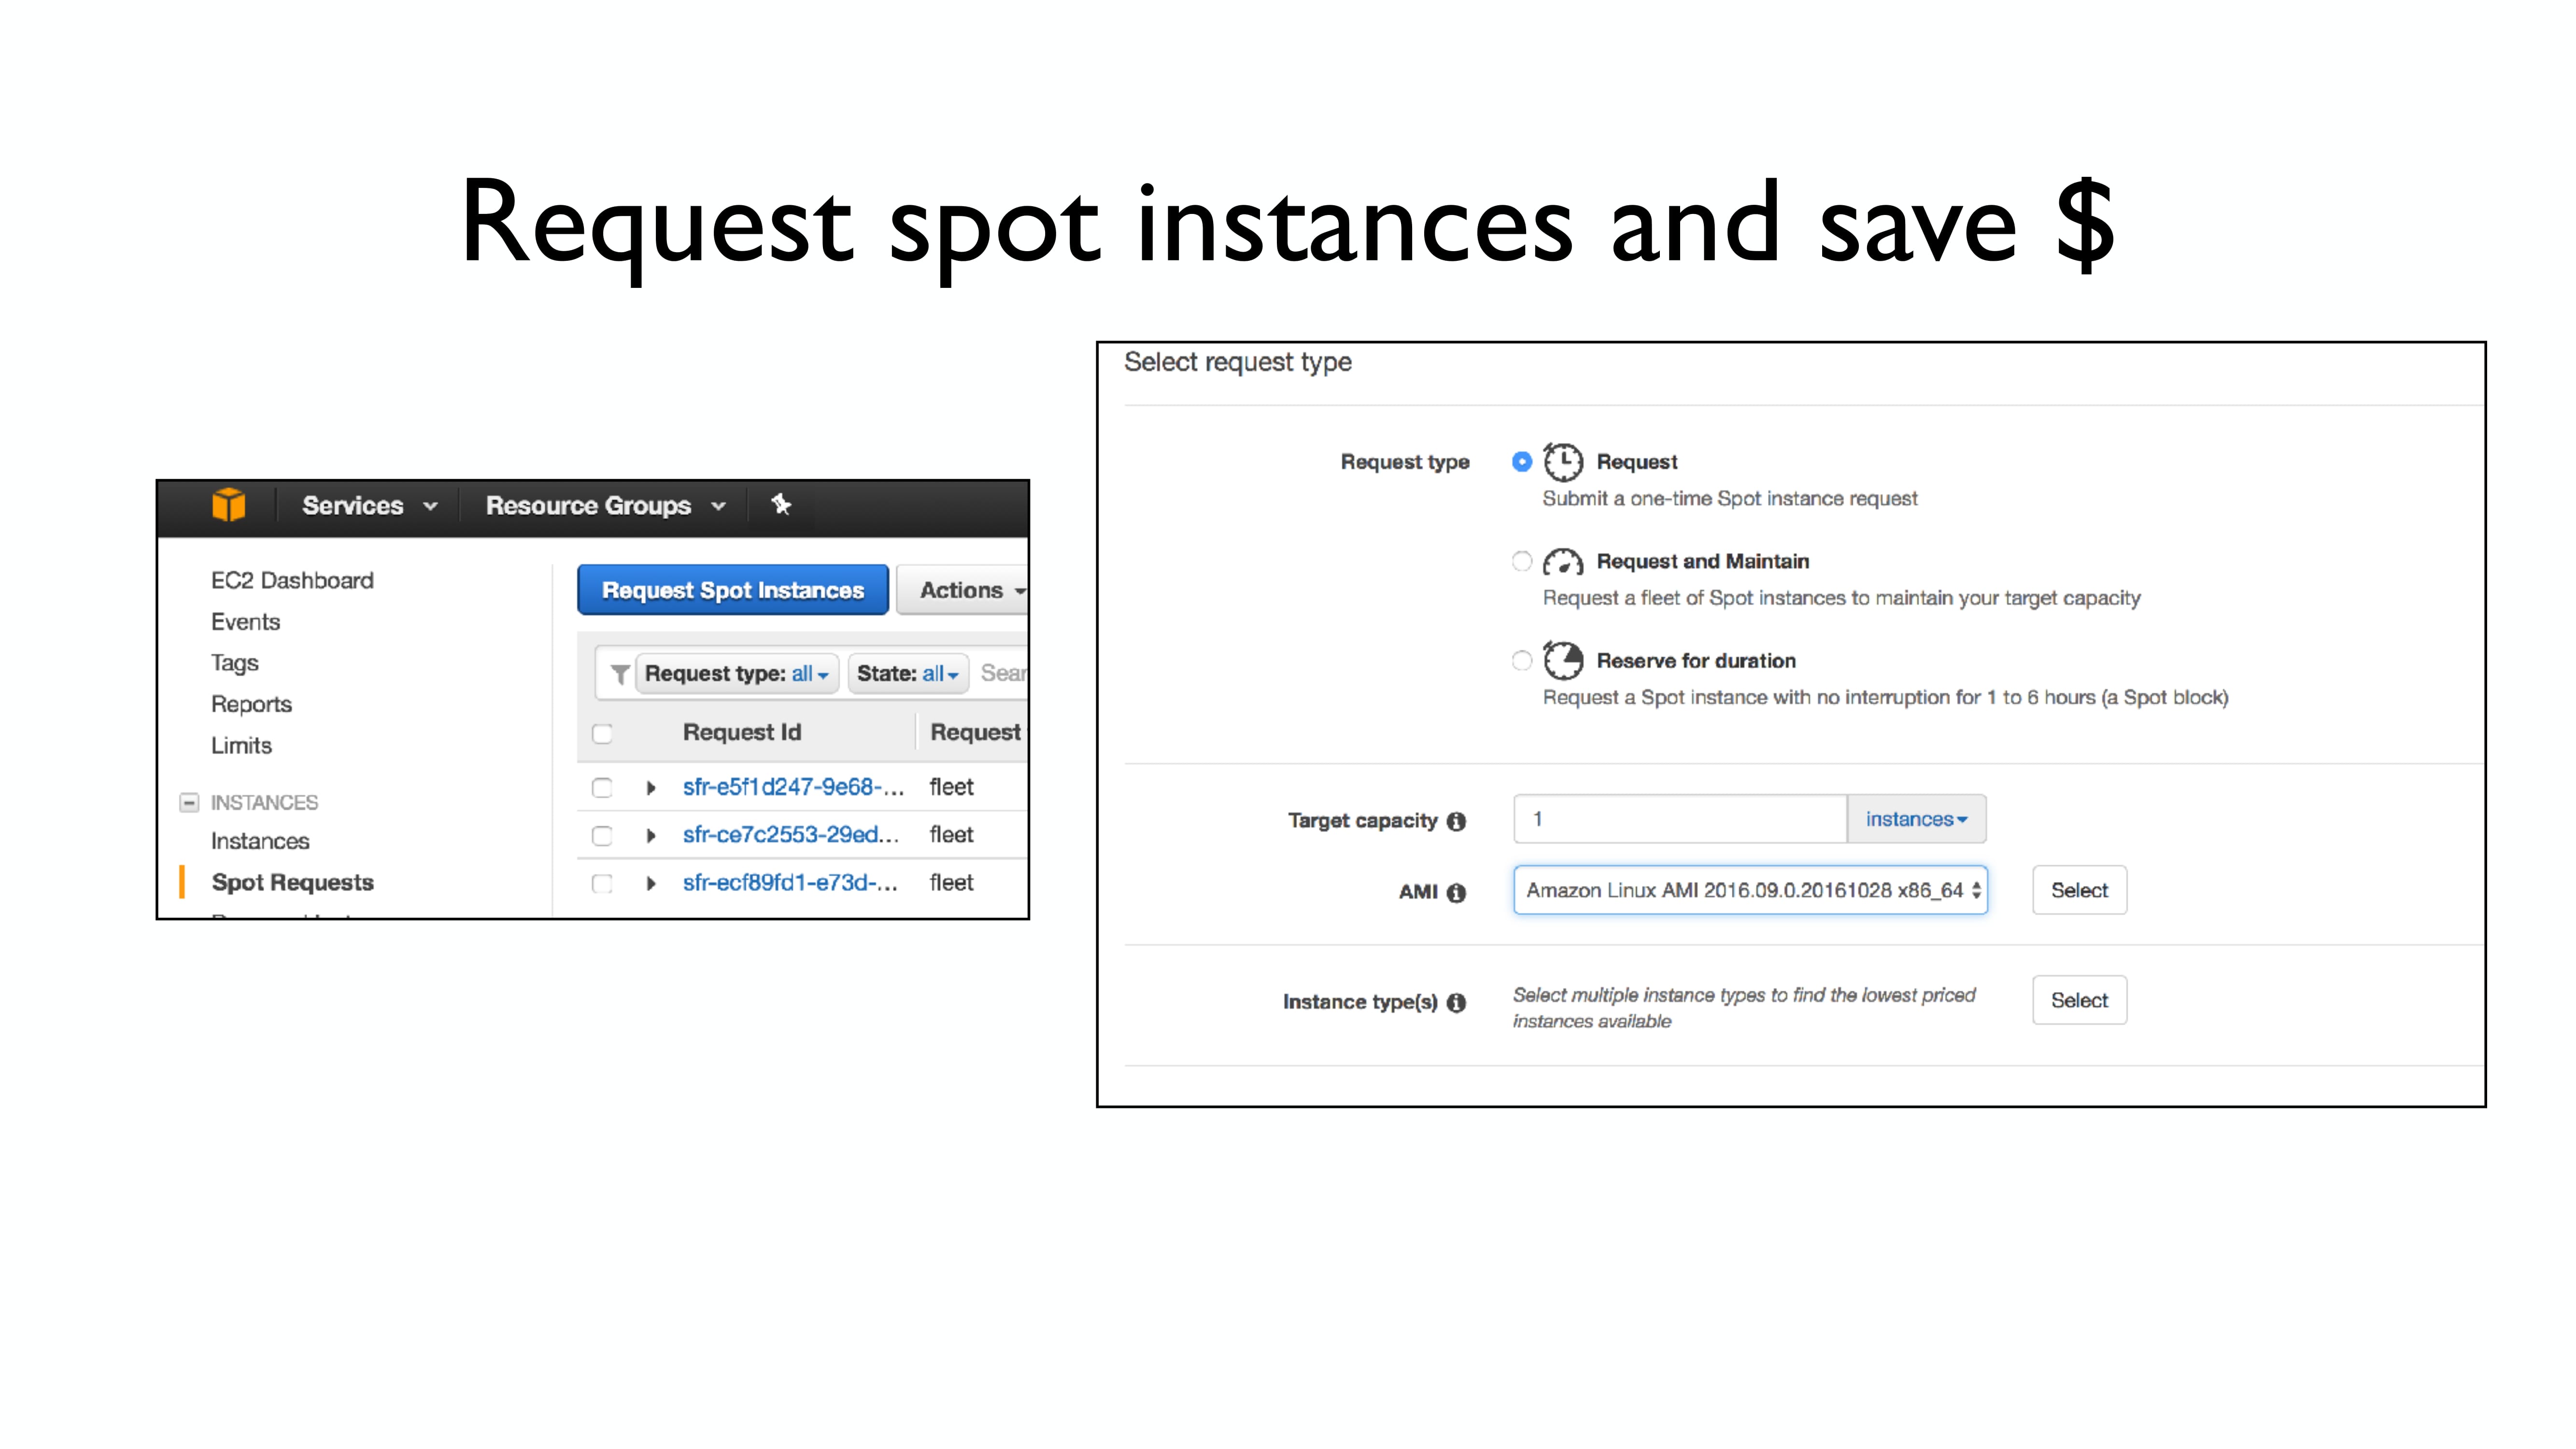 Request spot instances and save $
Services
Resource Groups
EC2 Dashboard
Events
Tags
Reports
Limits
INSTANCES
Instances
Spot Requests
Request Spot Instances
Actions
Request type: all
State: all
Sear
Request Id
Request
sfr-e5f1d247-9e68-...
fleet
sfr-ce7c2553-29ed...
fleet
sfr-ecf89fd1-e73d-...
fleet
Select request type
Request type
Request
Submit a one-time Spot instance request
Request and Maintain
Request a fleet of Spot instances to maintain your target capacity
Reserve for duration
Request a Spot instance with no interruption for 1 to 6 hours (a Spot block)
Target capacity
1
instances
AMI
Amazon Linux AMI 2016.09.0.20161028 x86_64
Select
Instance type(s)
Select multiple instance types to find the lowest priced
instances available
Select